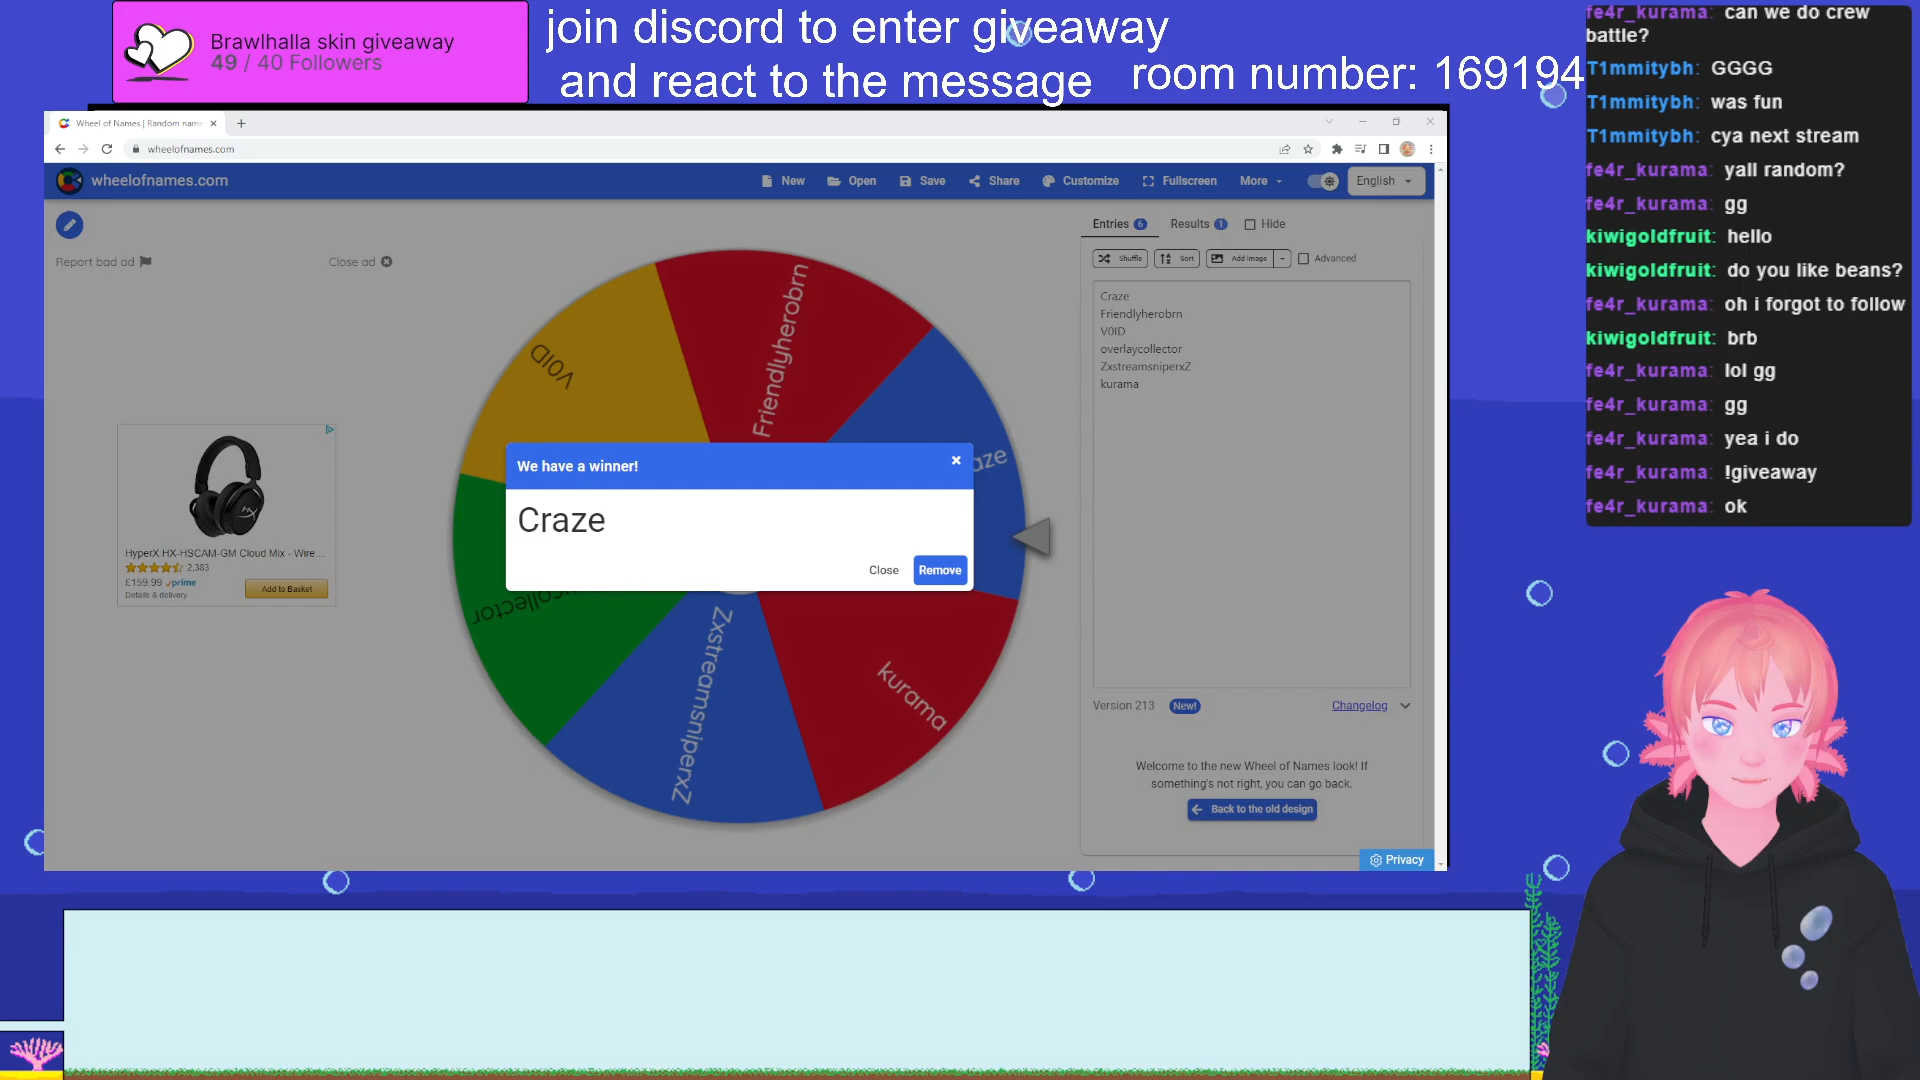 Brawlhalla skin giveaway
49 / 40 Followers
join discord to enter giveaway
and react to the message
room number: 169194
Wheel of Names | Random name
wheelofnames.com
wheelofnames.com
New
Open
Save
Share
Customize
Fullscreen
More
English
Report bad ad
Close ad
HyperX HX-HSCAM-GM Cloud Mix - Wire...
2,383
£159.99 prime
Details & delivery
Add to Basket
V0ID
Friendlyherobrn
aze
kurama
ZxstreamsniperxZ
ycollector
We have a winner!
Craze
Close
Remove
Entries 6
Results 1
Hide
Shuffle
Sort
Add image
Advanced
Craze
Friendlyherobrn
V0ID
overlaycollector
ZxstreamsniperxZ
kurama
Version 213
New!
Changelog
Welcome to the new Wheel of Names look! If
something's not right, you can go back.
Back to the old design
Privacy
fe4r_kurama: can we do crew
battle?
T1mmitybh: GGGG
T1mmitybh: was fun
T1mmitybh: cya next stream
fe4r_kurama: yall random?
fe4r_kurama: gg
kiwigoldfruit: hello
kiwigoldfruit: do you like beans?
fe4r_kurama: oh i forgot to follow
kiwigoldfruit: brb
fe4r_kurama: lol gg
fe4r_kurama: gg
fe4r_kurama: yea i do
fe4r_kurama: !giveaway
fe4r_kurama: ok